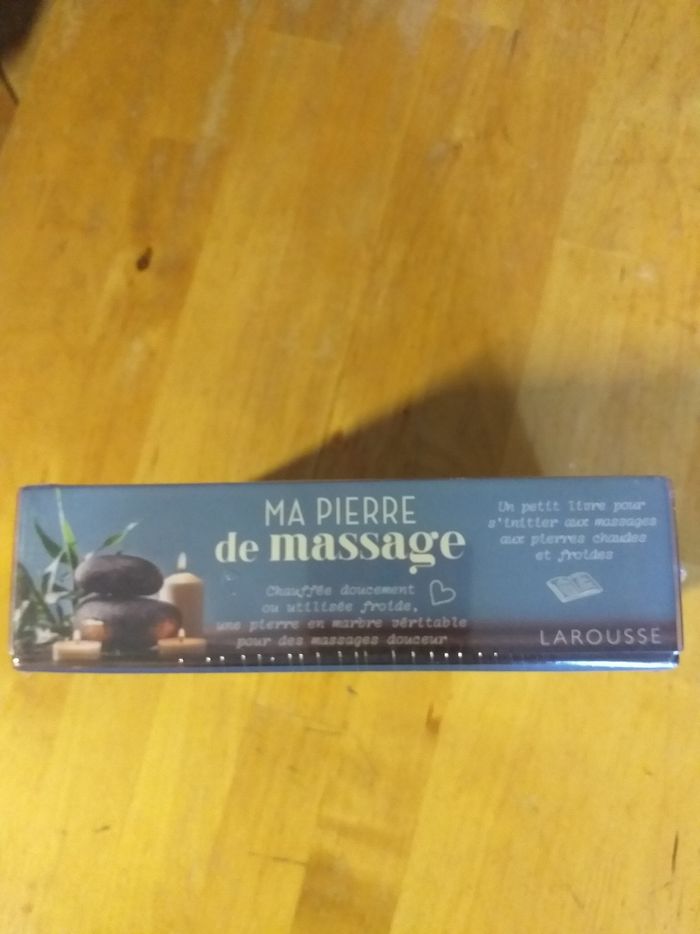 MA PIERRE
de massage
Chauffée doucement
ou utilisée froide,
une pierre en marbre véritable
pour des massages douceur
Un petit livre pour
s'initier aux massages
aux pierres chaudes
et froides
LAROUSSE